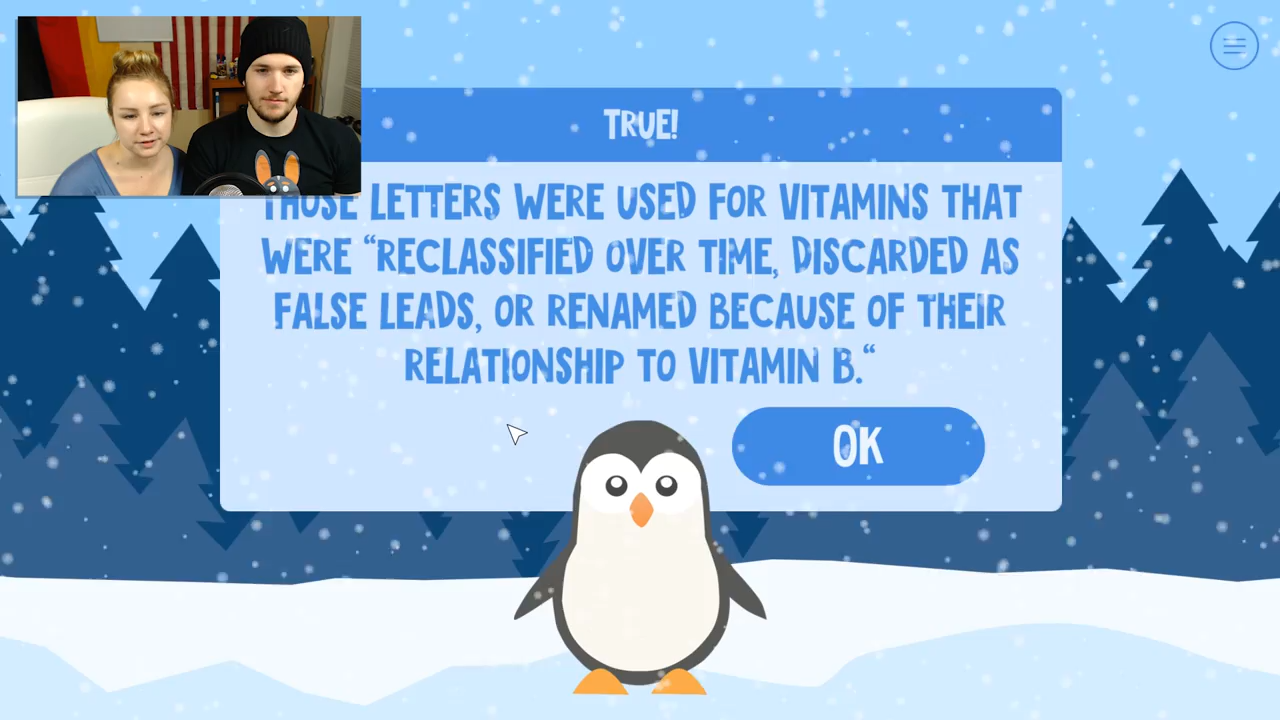 TRUE!
THOSE LETTERS WERE USED FOR VITAMINS THAT
WERE “RECLASSIFIED OVER TIME, DISCARDED AS
FALSE LEADS, OR RENAMED BECAUSE OF THEIR
RELATIONSHIP TO VITAMIN B.“
OK